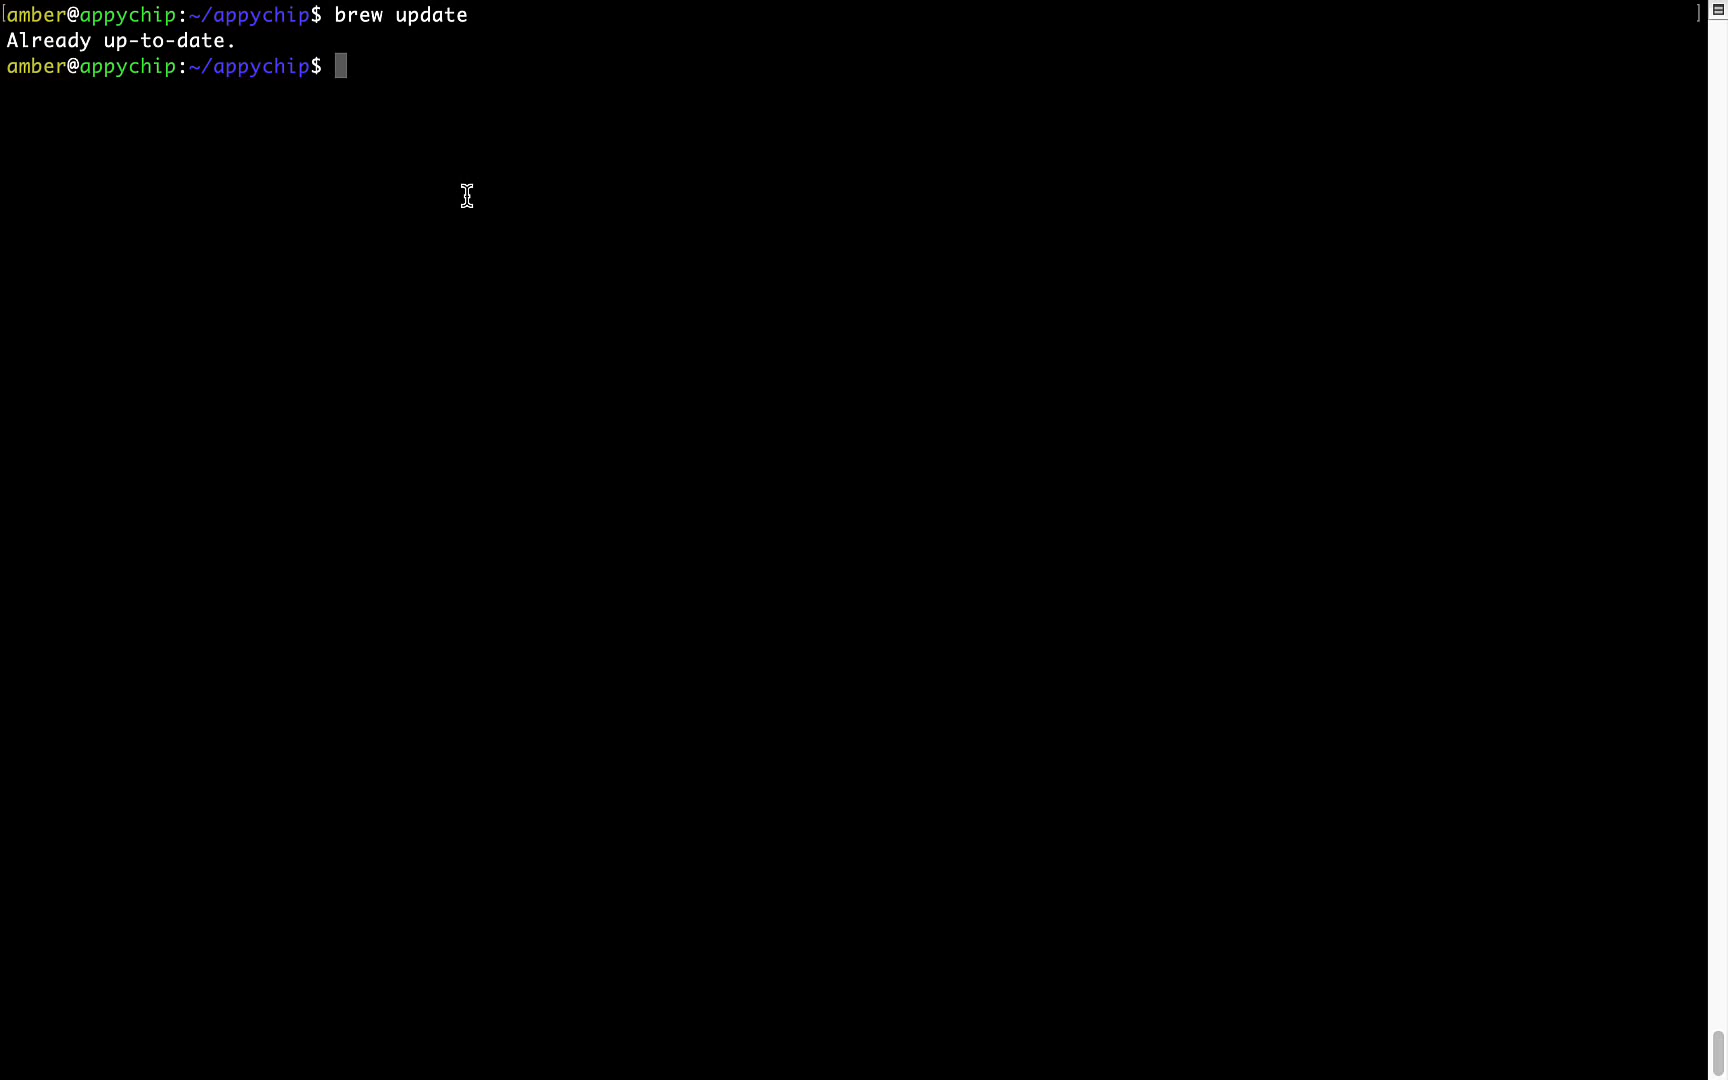 [amber@appychip:~/appychip$ brew update ]
Already up-to-date.
amber@appychip:~/appychip$